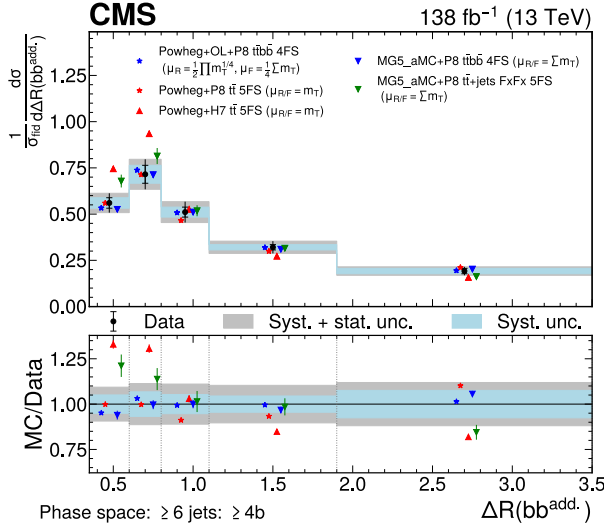 CMS 138 fb⁻¹ (13 TeV)
1/σ_fid dσ/dΔR(bb^add.)
Powheg+OL+P8 tt̄bb̄ 4FS
(μ_R = ½∏m_T^{1/4}, μ_F = ¼∑m_T)
Powheg+P8 tt̄ 5FS (μ_R/F = m_T)
Powheg+H7 tt̄ 5FS (μ_R/F = m_T)
MG5_aMC+P8 tt̄bb̄ 4FS (μ_R/F = ∑m_T)
MG5_aMC+P8 tt̄+jets FxFx 5FS
(μ_R/F = ∑m_T)
1.25
1.00
0.75
0.50
0.25
0.00
Data Syst. + stat. unc. Syst. unc.
MC/Data
1.25
1.00
0.75
0.5 1.0 1.5 2.0 2.5 3.0 3.5
Phase space: ≥ 6 jets: ≥ 4b ΔR(bb^add.)